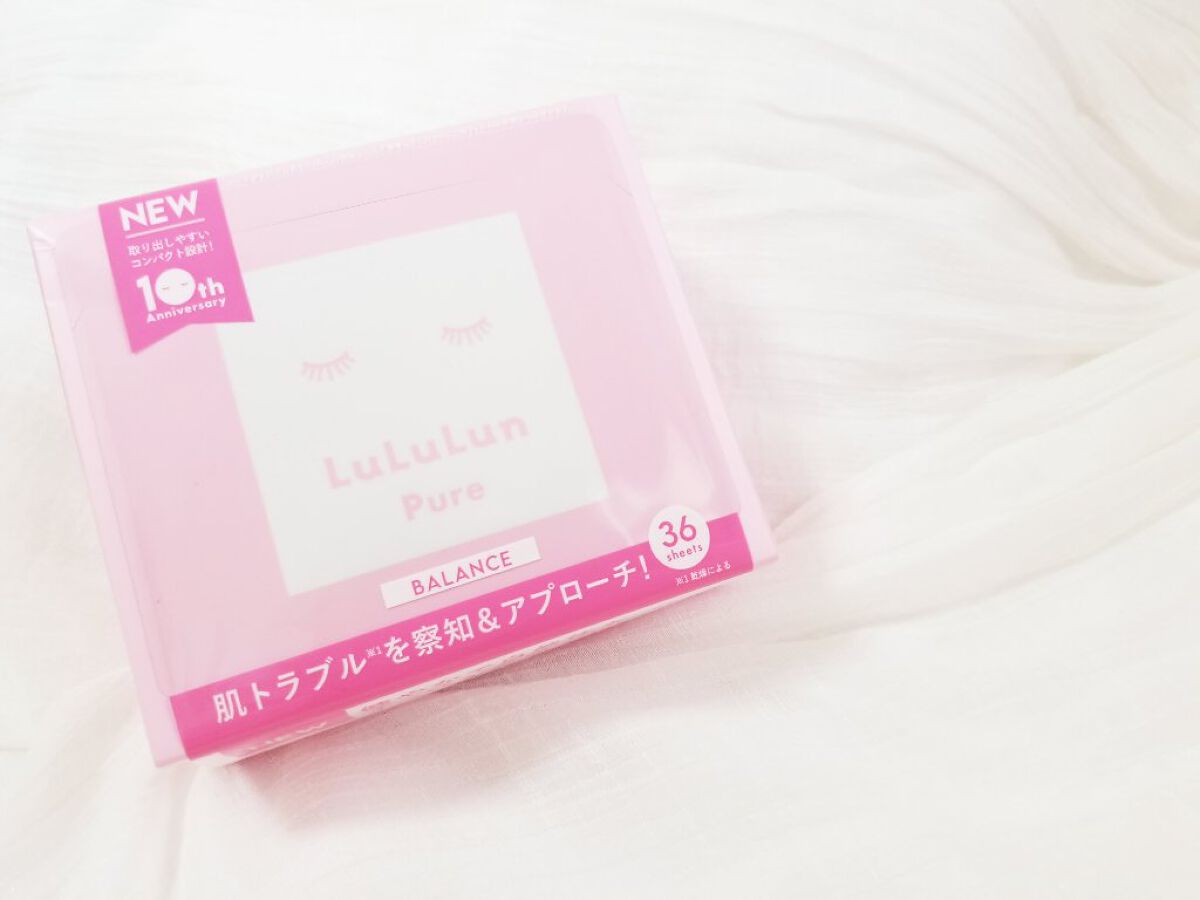 NEW
取り出しやすい
コンパクト設計!
10th
Anniversary
LuLuLun
Pure
BALANCE
36
sheets
肌トラブル※1を察知&アプローチ!
※1 乾燥による